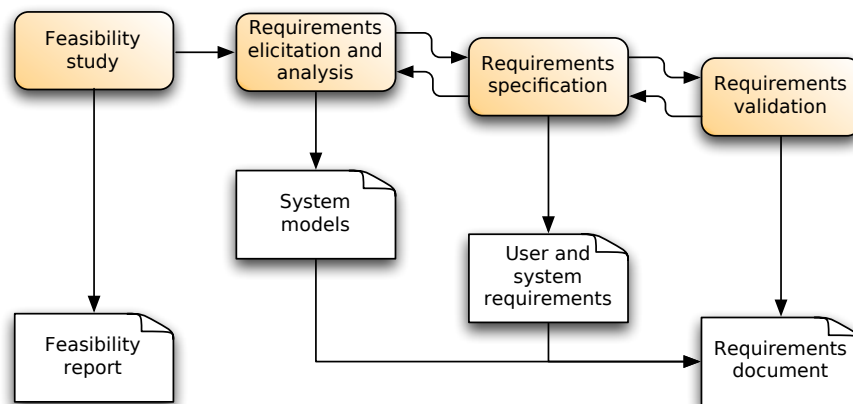 Feasibility
study
Requirements
elicitation and
analysis
Requirements
specification
Requirements
validation
System
models
User and
system
requirements
Feasibility
report
Requirements
document